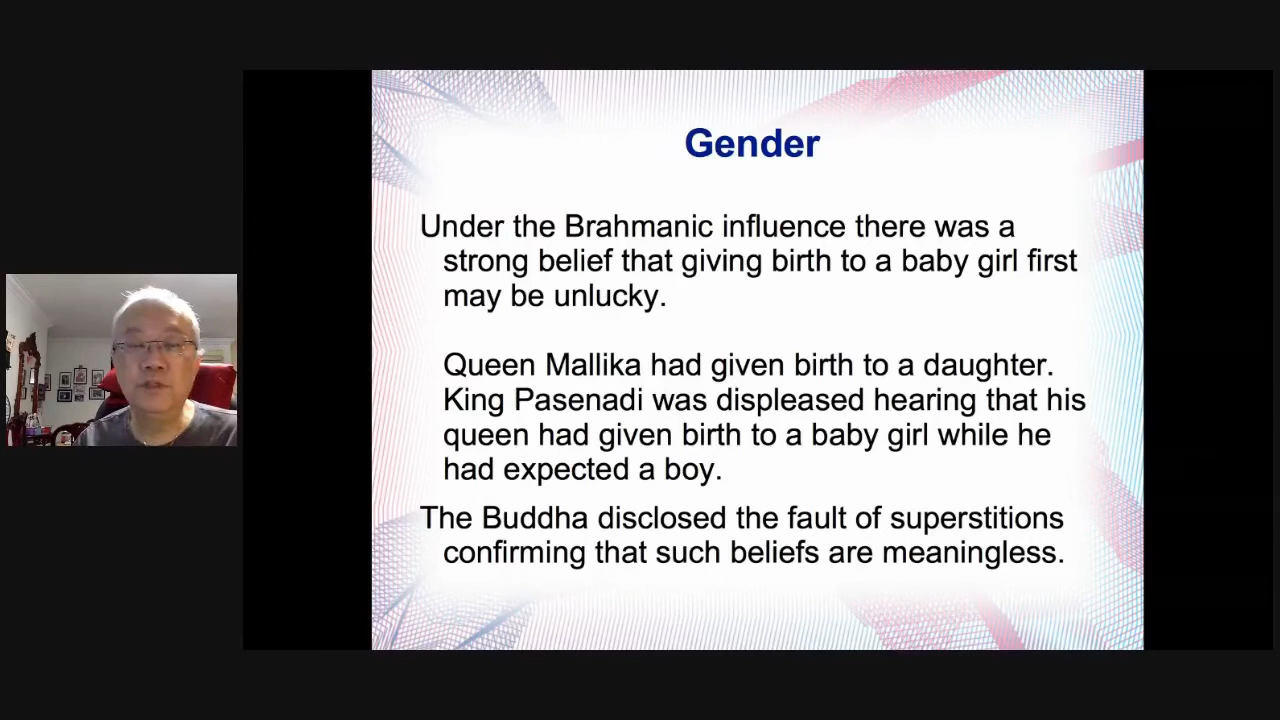 Gender
Under the Brahmanic influence there was a
strong belief that giving birth to a baby girl first
may be unlucky.
Queen Mallika had given birth to a daughter.
King Pasenadi was displeased hearing that his
queen had given birth to a baby girl while he
had expected a boy.
The Buddha disclosed the fault of superstitions
confirming that such beliefs are meaningless.